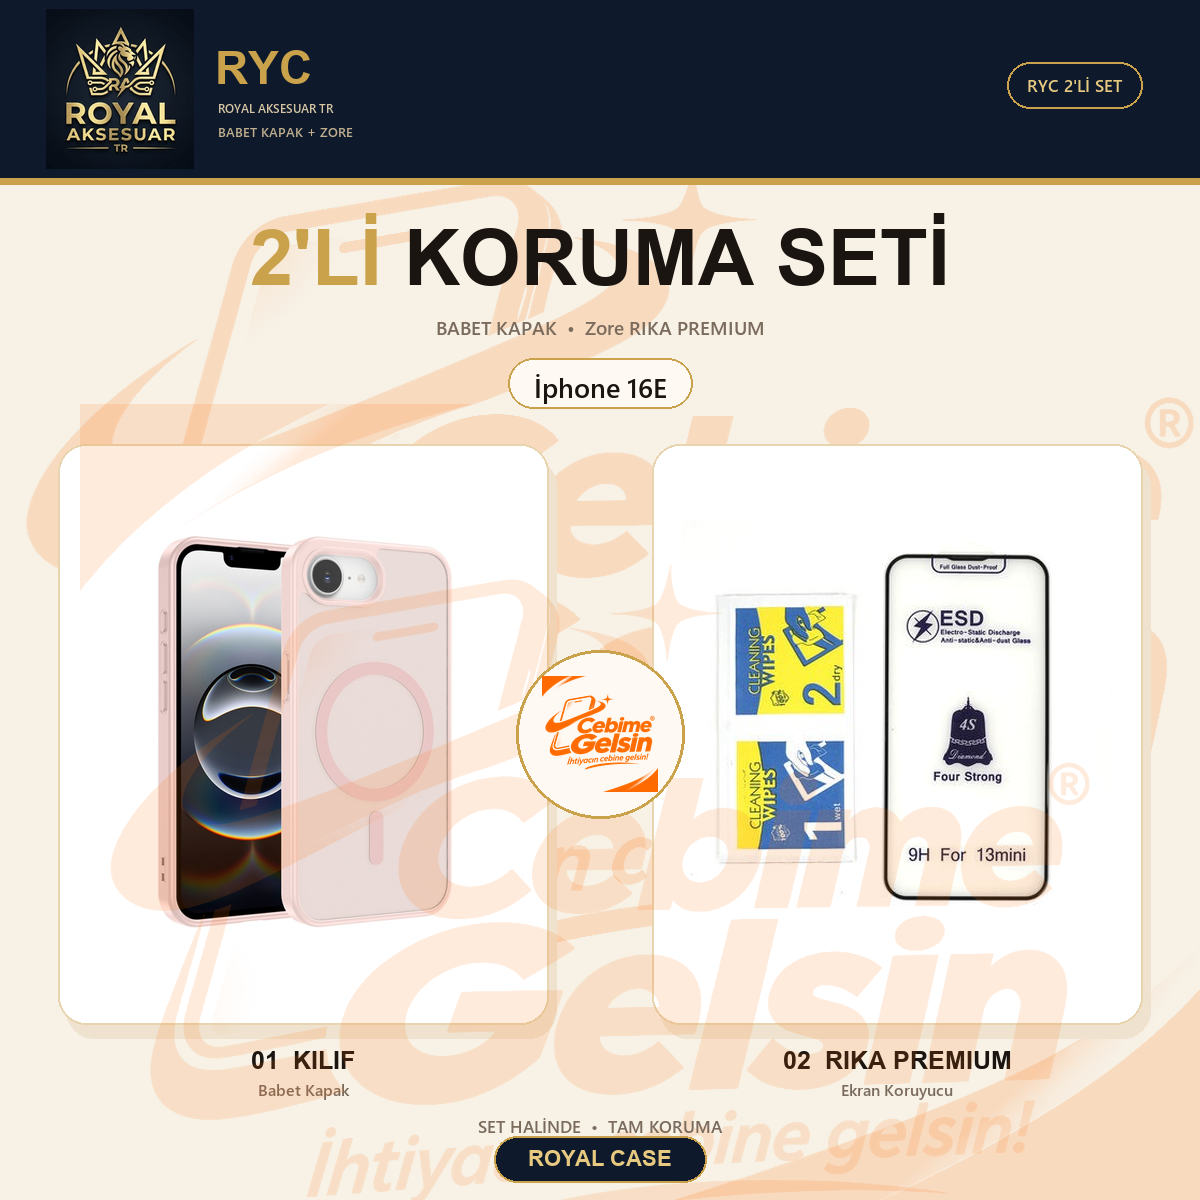 ROYAL
AKSESUAR
TR
RYC
ROYAL AKSESUAR TR
BABET KAPAK + ZORE
RYC 2'Lİ SET
2'Lİ KORUMA SETİ
BABET KAPAK • Zore RIKA PREMIUM
İphone 16E
Full Glass Dust-Proof
ESD
Electro-Static Discharge
Anti-static&Anti-dust Glass
4S
Diamond
Four Strong
9H For 13mini
CLEANING
WIPES
2 dry
CLEANING
WIPES
1 wet
Cebime®
Gelsin
İhtiyacın cebine gelsin!
Cebime®
Gelsin
01 KILIF
Babet Kapak
02 RIKA PREMIUM
Ekran Koruyucu
SET HALİNDE • TAM KORUMA
ROYAL CASE